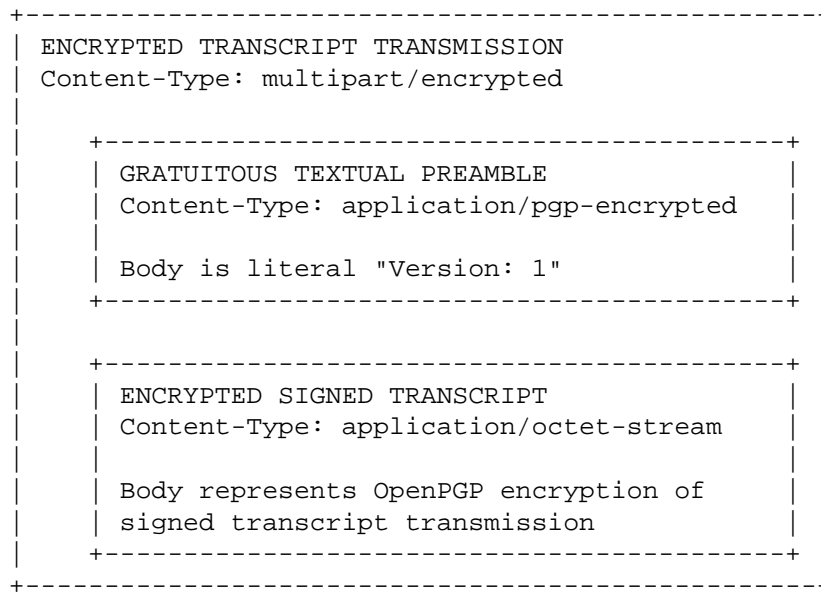 ENCRYPTED TRANSCRIPT TRANSMISSION
Content-Type: multipart/encrypted
GRATUITOUS TEXTUAL PREAMBLE
Content-Type: application/pgp-encrypted
Body is literal "Version: 1"
ENCRYPTED SIGNED TRANSCRIPT
Content-Type: application/octet-stream
Body represents OpenPGP encryption of
signed transcript transmission